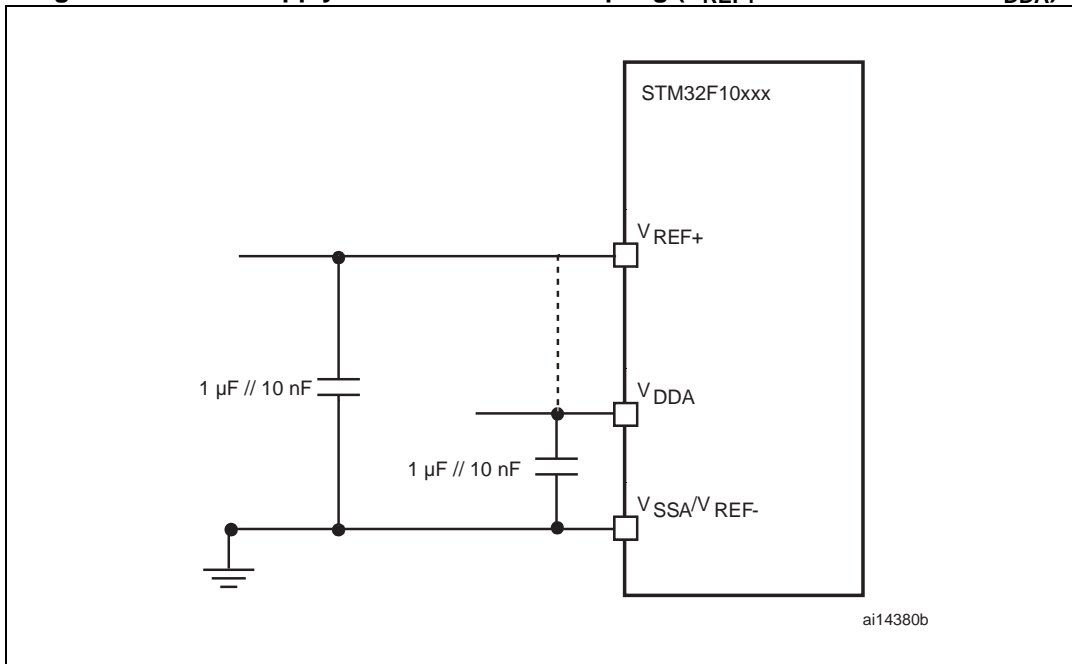 STM32F10xxx
VREF+
1 µF // 10 nF
VDDA
1 µF // 10 nF
VSSA/VREF-
ai14380b